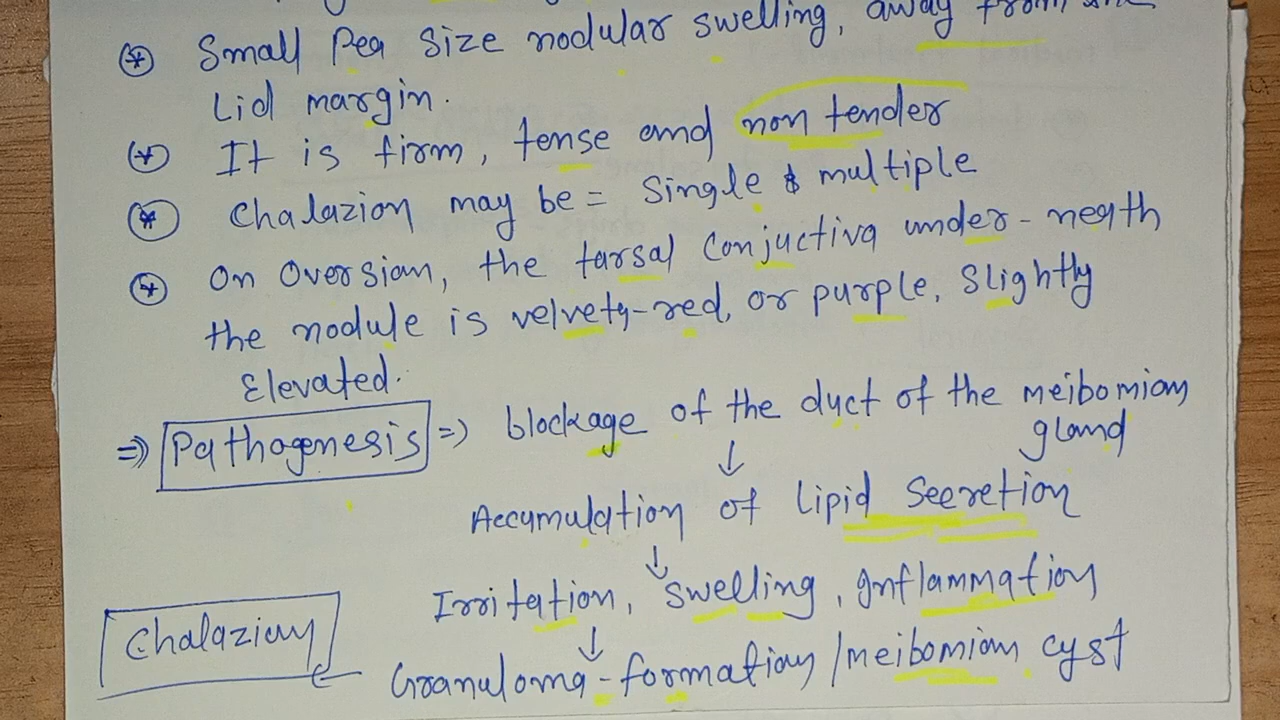 Small Pea Size nodular swelling, away from the
Lid margin.
It is firm, tense and non tender
Chalazion may be = Single & multiple
On Oversion, the tarsal Conjuctiva under-neath
the nodule is velvety-red, or purple, Slightly
Elevated.
⇒ Pathogenesis ⇒ blockage of the duct of the meibomian
gland
↓
Accumulation of Lipid Secretion
↓
Irritation, Swelling, Inflammation
↓
Chalazion ← Granuloma-formation/meibomian cyst